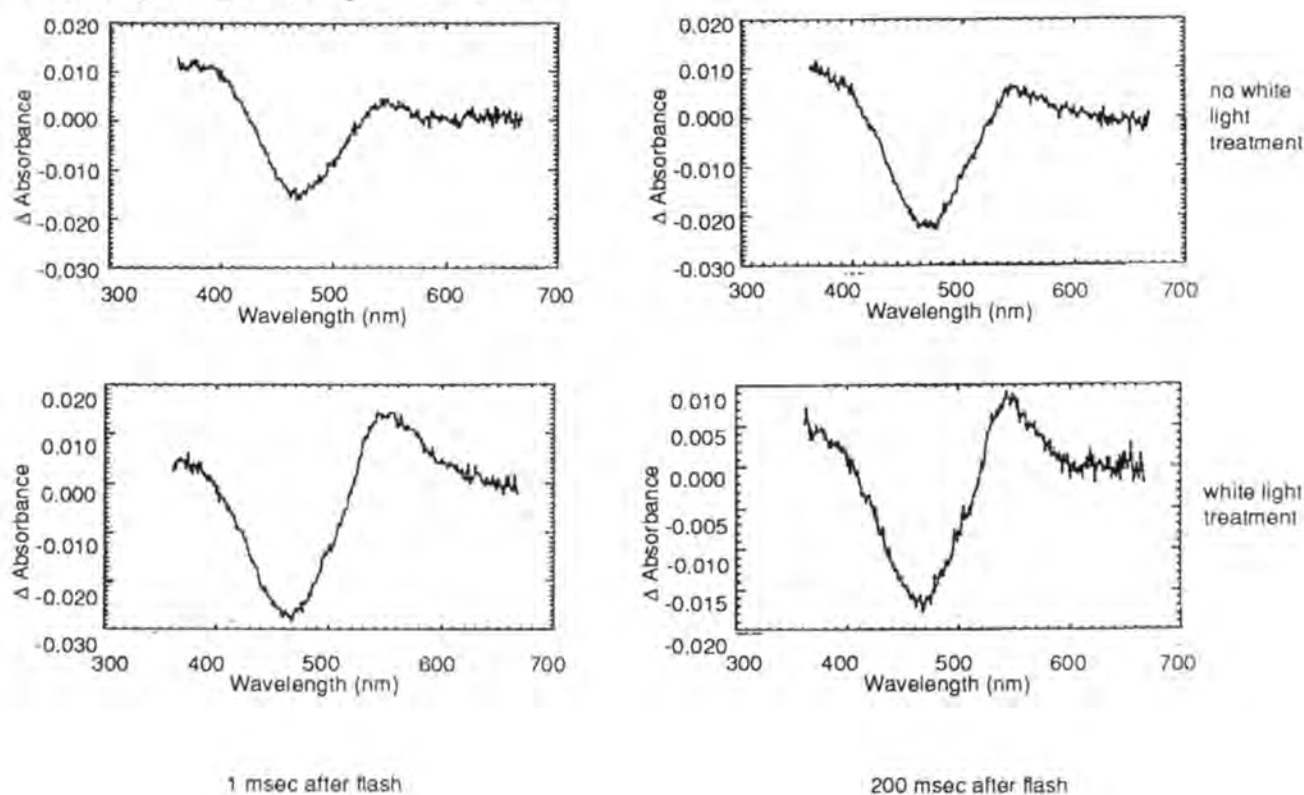 0.020
0.010
0.000
-0.010
-0.020
-0.030
Δ Absorbance
300 400 500 600 700
Wavelength (nm)
0.020
0.010
0.000
-0.010
-0.020
-0.030
Δ Absorbance
300 400 500 600 700
Wavelength (nm)
no white
light
treatment
0.020
0.010
0.000
-0.010
-0.020
-0.030
Δ Absorbance
300 400 500 600 700
Wavelength (nm)
0.010
0.005
0.000
-0.005
-0.010
-0.015
-0.020
Δ Absorbance
300 400 500 600 700
Wavelength (nm)
white light
treatment
1 msec after flash
200 msec after flash